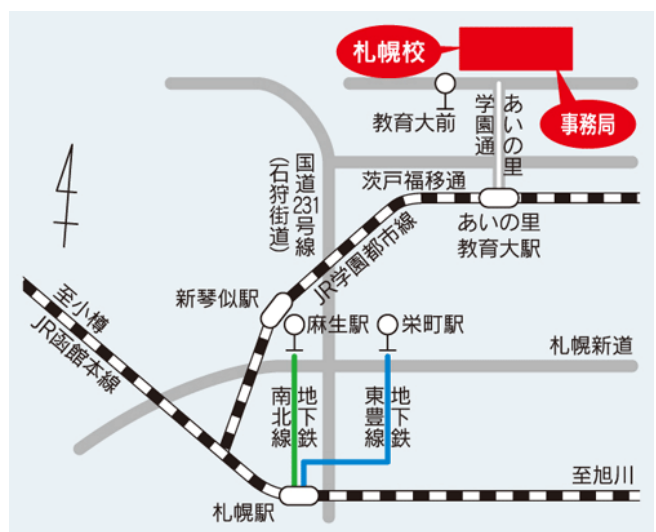 札幌校
事務局
教育大前
あいの里
学園通
国道231号線
(石狩街道)
茨戸福移通
あいの里
教育大駅
JR学園都市線
新琴似駅
麻生駅
栄町駅
至小樽
JR函館本線
札幌新道
地下鉄
南北線
地下鉄
東豊線
至旭川
札幌駅